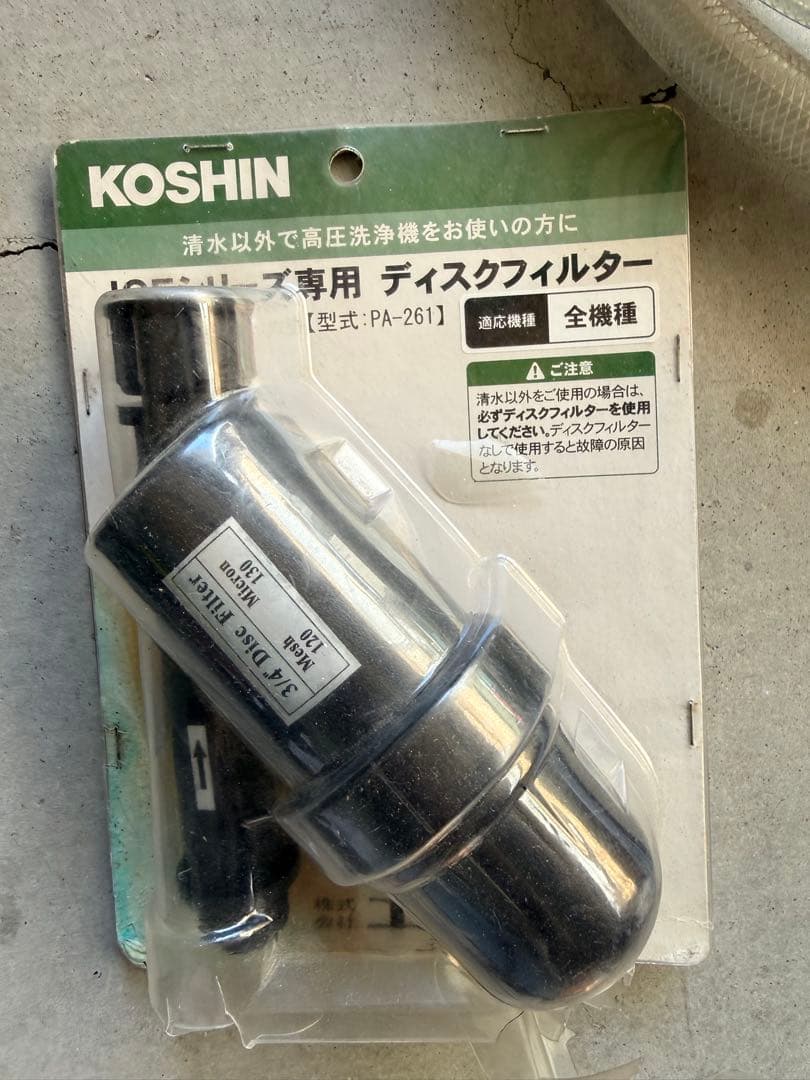 KOSHIN
清水以外で高圧洗浄機をお使いの方に
シリーズ専用 ディスクフィルター
【型式:PA-261】
適応機種 全機種
ご注意
清水以外をご使用の場合は、
必ずディスクフィルターを使用
してください。ディスクフィルター
なしで使用すると故障の原因
となります。
3/4" Disc Filter
Mesh Micron
120 130
株式
会社